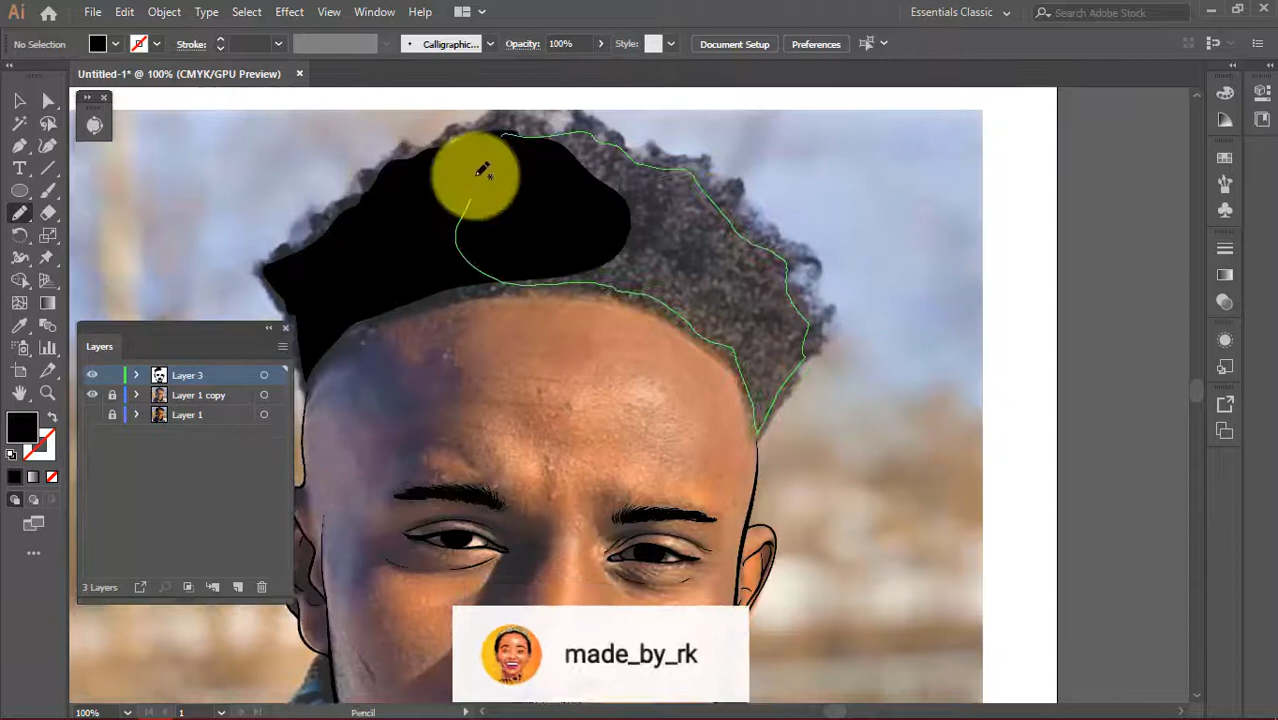 Ai File Edit Object Type Select Effect View Window Help Essentials Classic Search Adobe Stock
No Selection Stroke: Calligraphic... Opacity: 100% Style: Document Setup Preferences
Untitled-1* @ 100% (CMYK/GPU Preview)
Layers
Layer 3
Layer 1 copy
Layer 1
3 Layers
made_by_rk
100% 1 Pencil